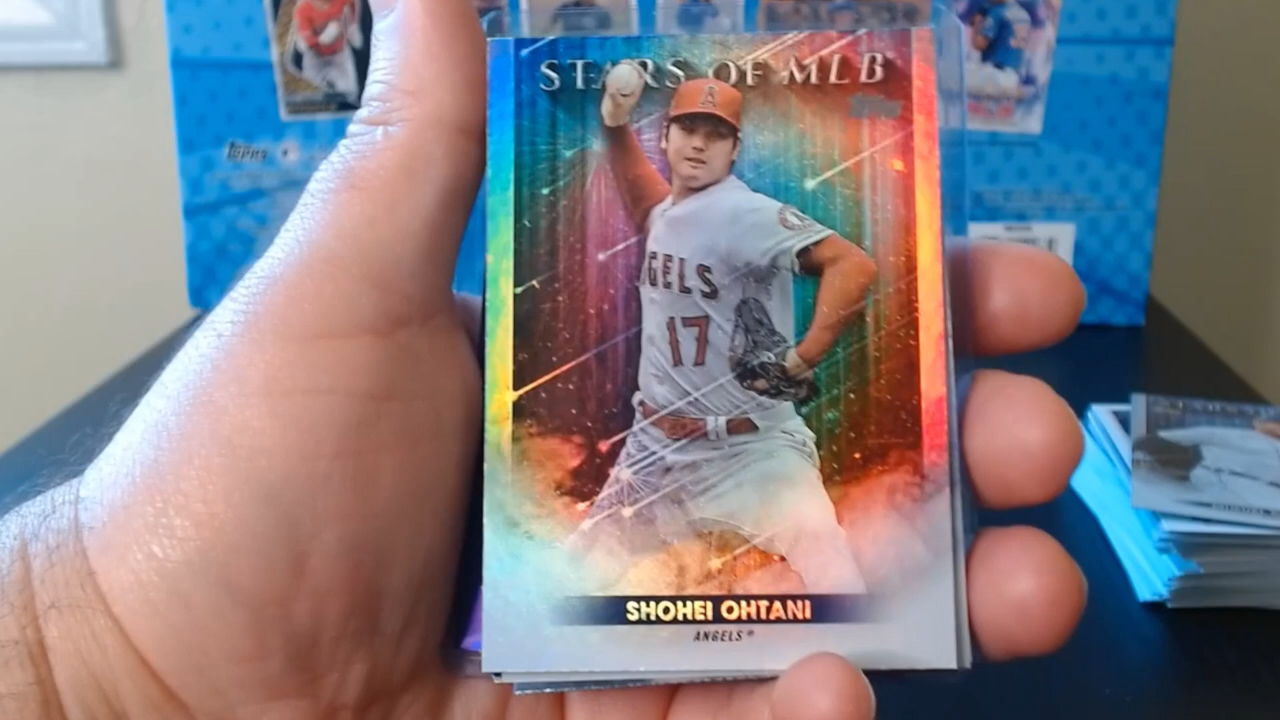 STARS OF MLB
Topps
A
ANGELS
17
SHOHEI OHTANI
ANGELS®
TOPPS